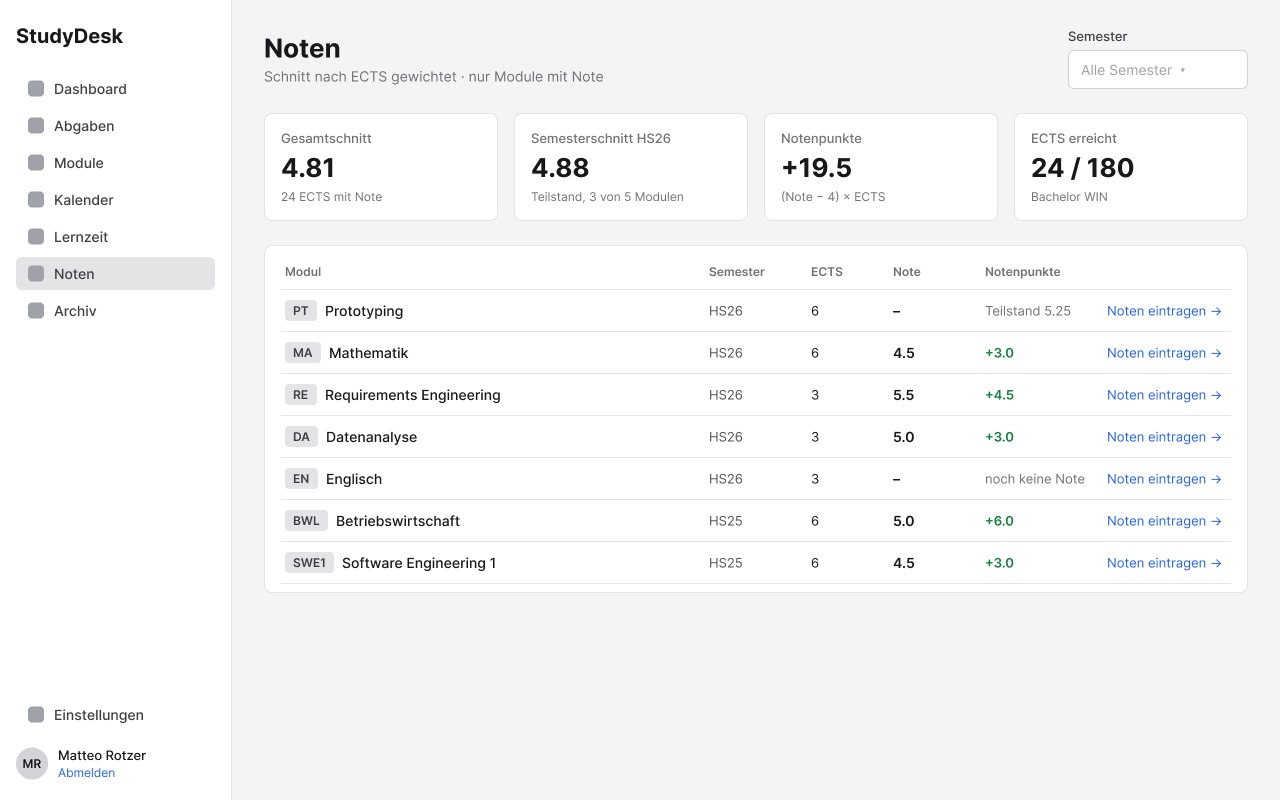 StudyDesk
Dashboard
Abgaben
Module
Kalender
Lernzeit
Noten
Archiv
Einstellungen
MR
Matteo Rotzer
Abmelden
Noten
Schnitt nach ECTS gewichtet · nur Module mit Note
Semester
Alle Semester ▾
Gesamtschnitt
4.81
24 ECTS mit Note
Semesterschnitt HS26
4.88
Teilstand, 3 von 5 Modulen
Notenpunkte
+19.5
(Note − 4) × ECTS
ECTS erreicht
24 / 180
Bachelor WIN
Modul Semester ECTS Note Notenpunkte
PT Prototyping HS26 6 – Teilstand 5.25 Noten eintragen →
MA Mathematik HS26 6 4.5 +3.0 Noten eintragen →
RE Requirements Engineering HS26 3 5.5 +4.5 Noten eintragen →
DA Datenanalyse HS26 3 5.0 +3.0 Noten eintragen →
EN Englisch HS26 3 – noch keine Note Noten eintragen →
BWL Betriebswirtschaft HS25 6 5.0 +6.0 Noten eintragen →
SWE1 Software Engineering 1 HS25 6 4.5 +3.0 Noten eintragen →